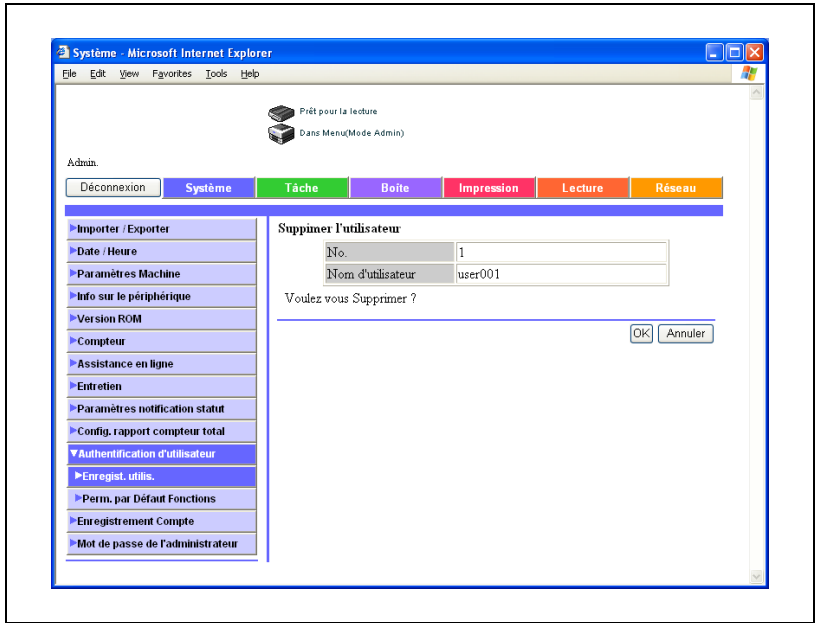 Système - Microsoft Internet Explorer
File Edit View Favorites Tools Help
Prêt pour la lecture
Dans Menu(Mode Admin)
Admin.
Déconnexion Système Tâche Boîte Impression Lecture Réseau
Importer / Exporter
Date / Heure
Paramètres Machine
Info sur le périphérique
Version ROM
Compteur
Assistance en ligne
Entretien
Paramètres notification statut
Config. rapport compteur total
Authentification d'utilisateur
Enregist. utilis.
Perm. par Défaut Fonctions
Enregistrement Compte
Mot de passe de l'administrateur
Suppimer l'utilisateur
No. 1
Nom d'utilisateur user001
Voulez vous Supprimer ?
OK Annuler